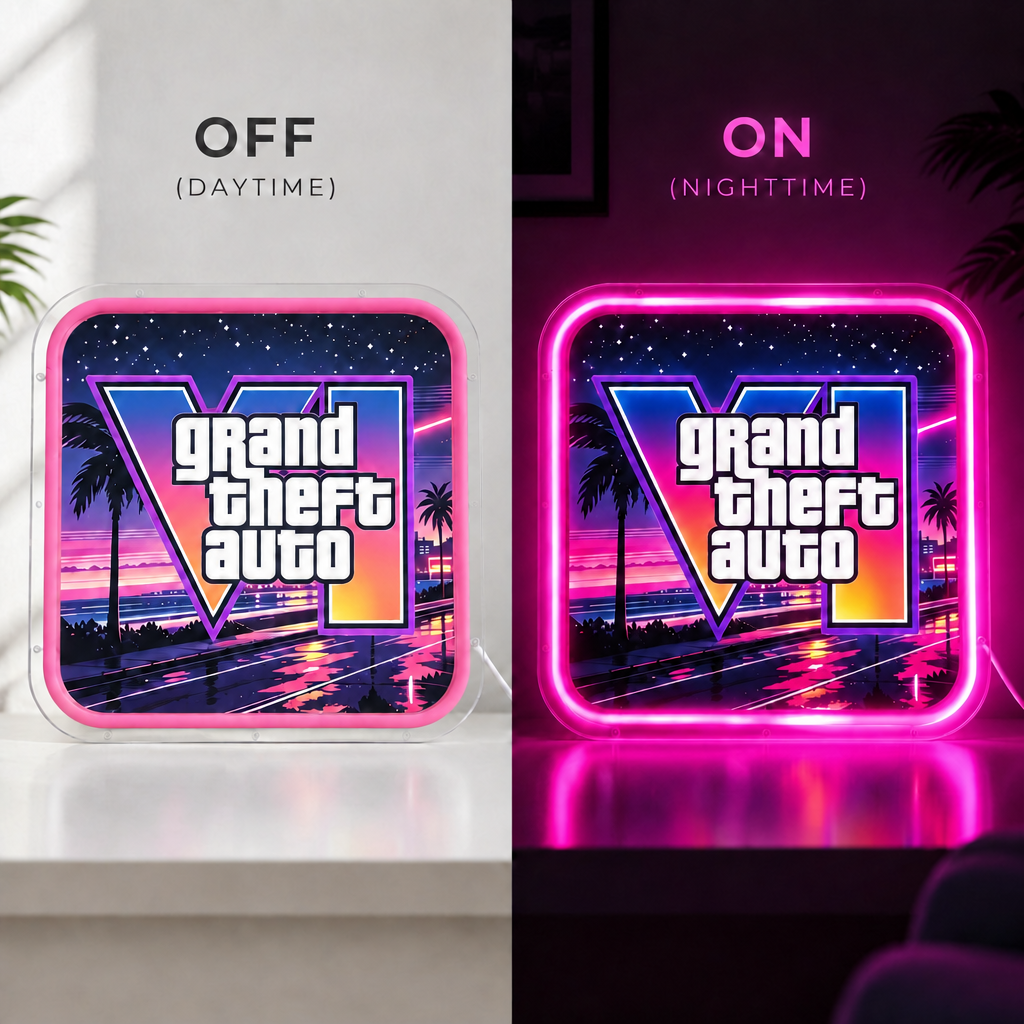 OFF
(DAYTIME)
VI
grand
theft
auto
ON
(NIGHTTIME)
VI
grand
theft
auto